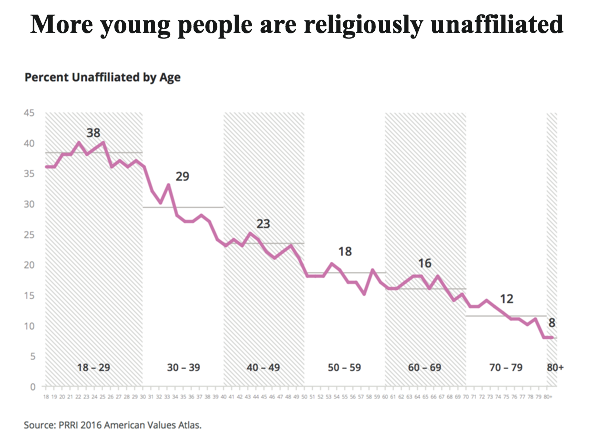 More young people are religiously unaffiliated
Percent Unaffiliated by Age
45
40
35
30
25
20
15
10
5
0
38
29
23
18
16
12
8
18 – 29
30 – 39
40 – 49
50 – 59
60 – 69
70 – 79
80+
18 19 20 21 22 23 24 25 26 27 28 29 30 31 32 33 34 35 36 37 38 39 40 41 42 43 44 45 46 47 48 49 50 51 52 53 54 55 56 57 58 59 60 61 62 63 64 65 66 67 68 69 70 71 72 73 74 75 76 77 78 79 80+
Source: PRRI 2016 American Values Atlas.